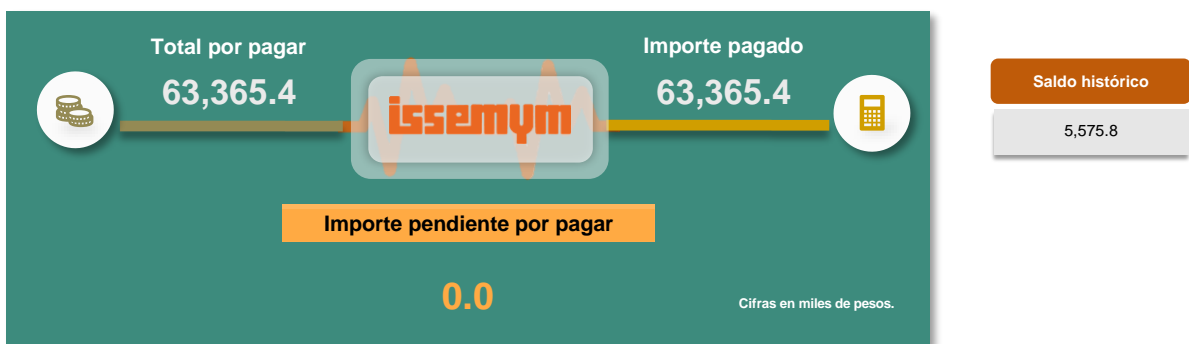 Total por pagar
63,365.4
issemym
Importe pagado
63,365.4
Importe pendiente por pagar
0.0
Cifras en miles de pesos.
Saldo histórico
5,575.8